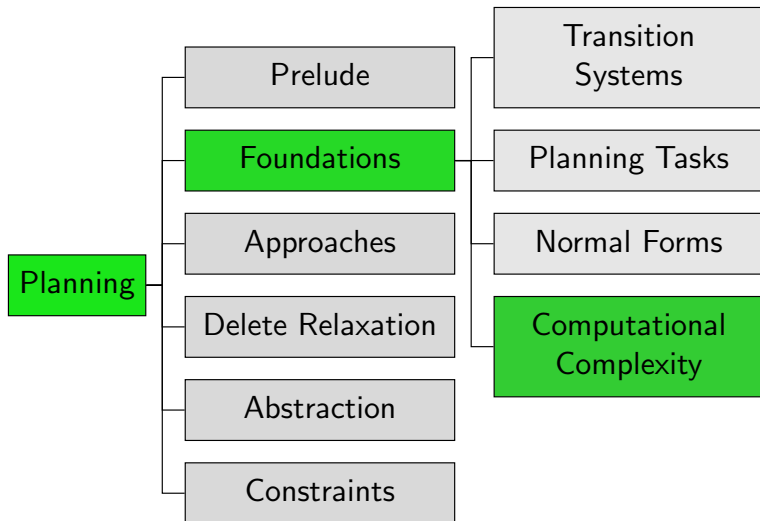 Planning
Prelude
Foundations
Approaches
Delete Relaxation
Abstraction
Constraints
Transition
Systems
Planning Tasks
Normal Forms
Computational
Complexity